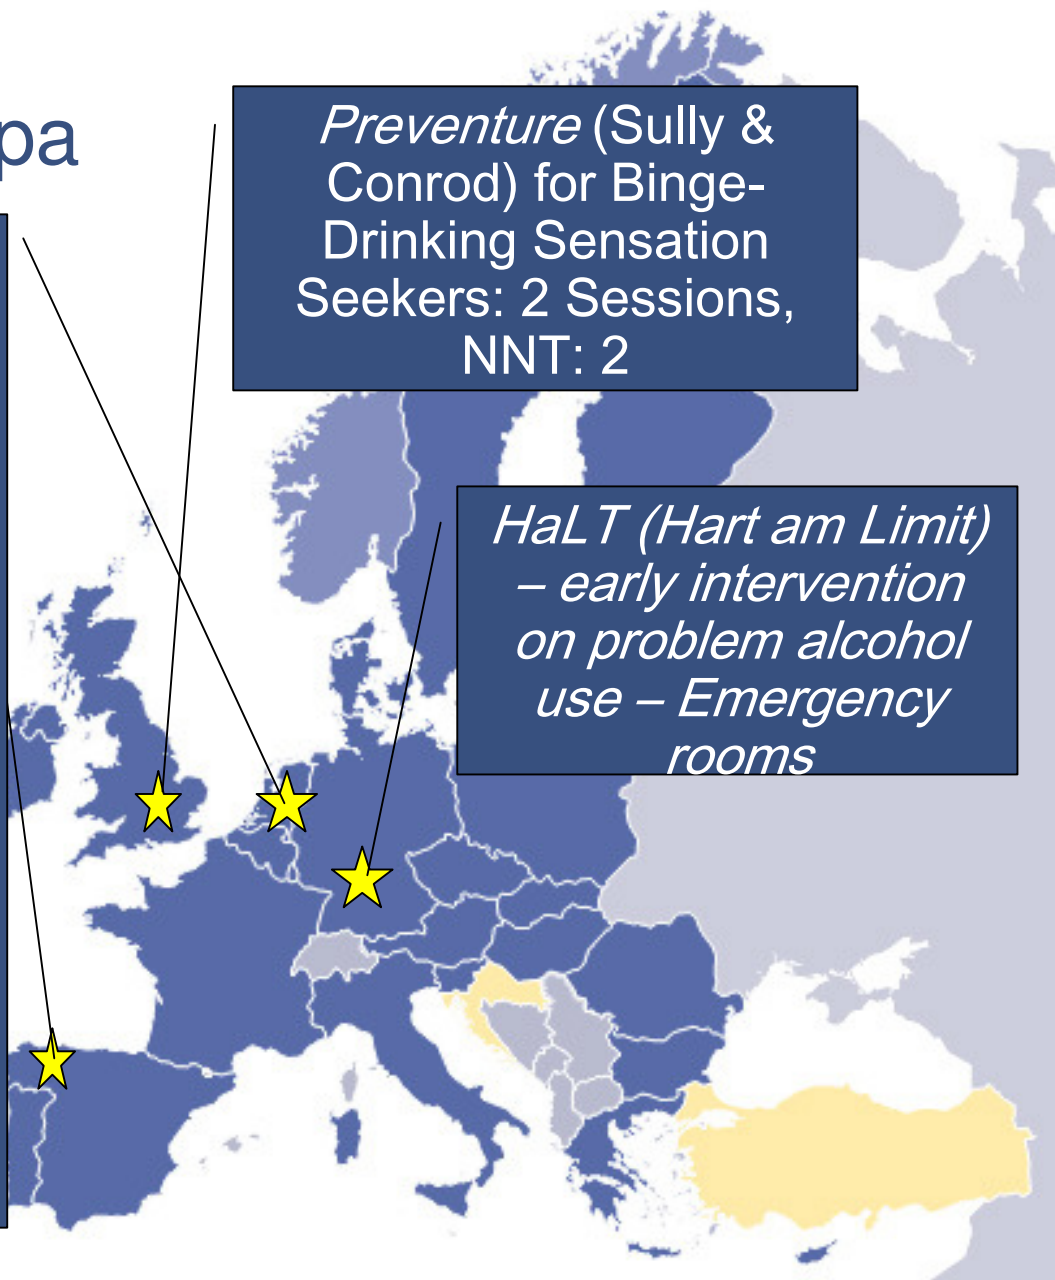 pa
Preventure (Sully &
Conrod) for Binge-
Drinking Sensation
Seekers: 2 Sessions,
NNT: 2
HaLT (Hart am Limit)
– early intervention
on problem alcohol
use – Emergency
rooms